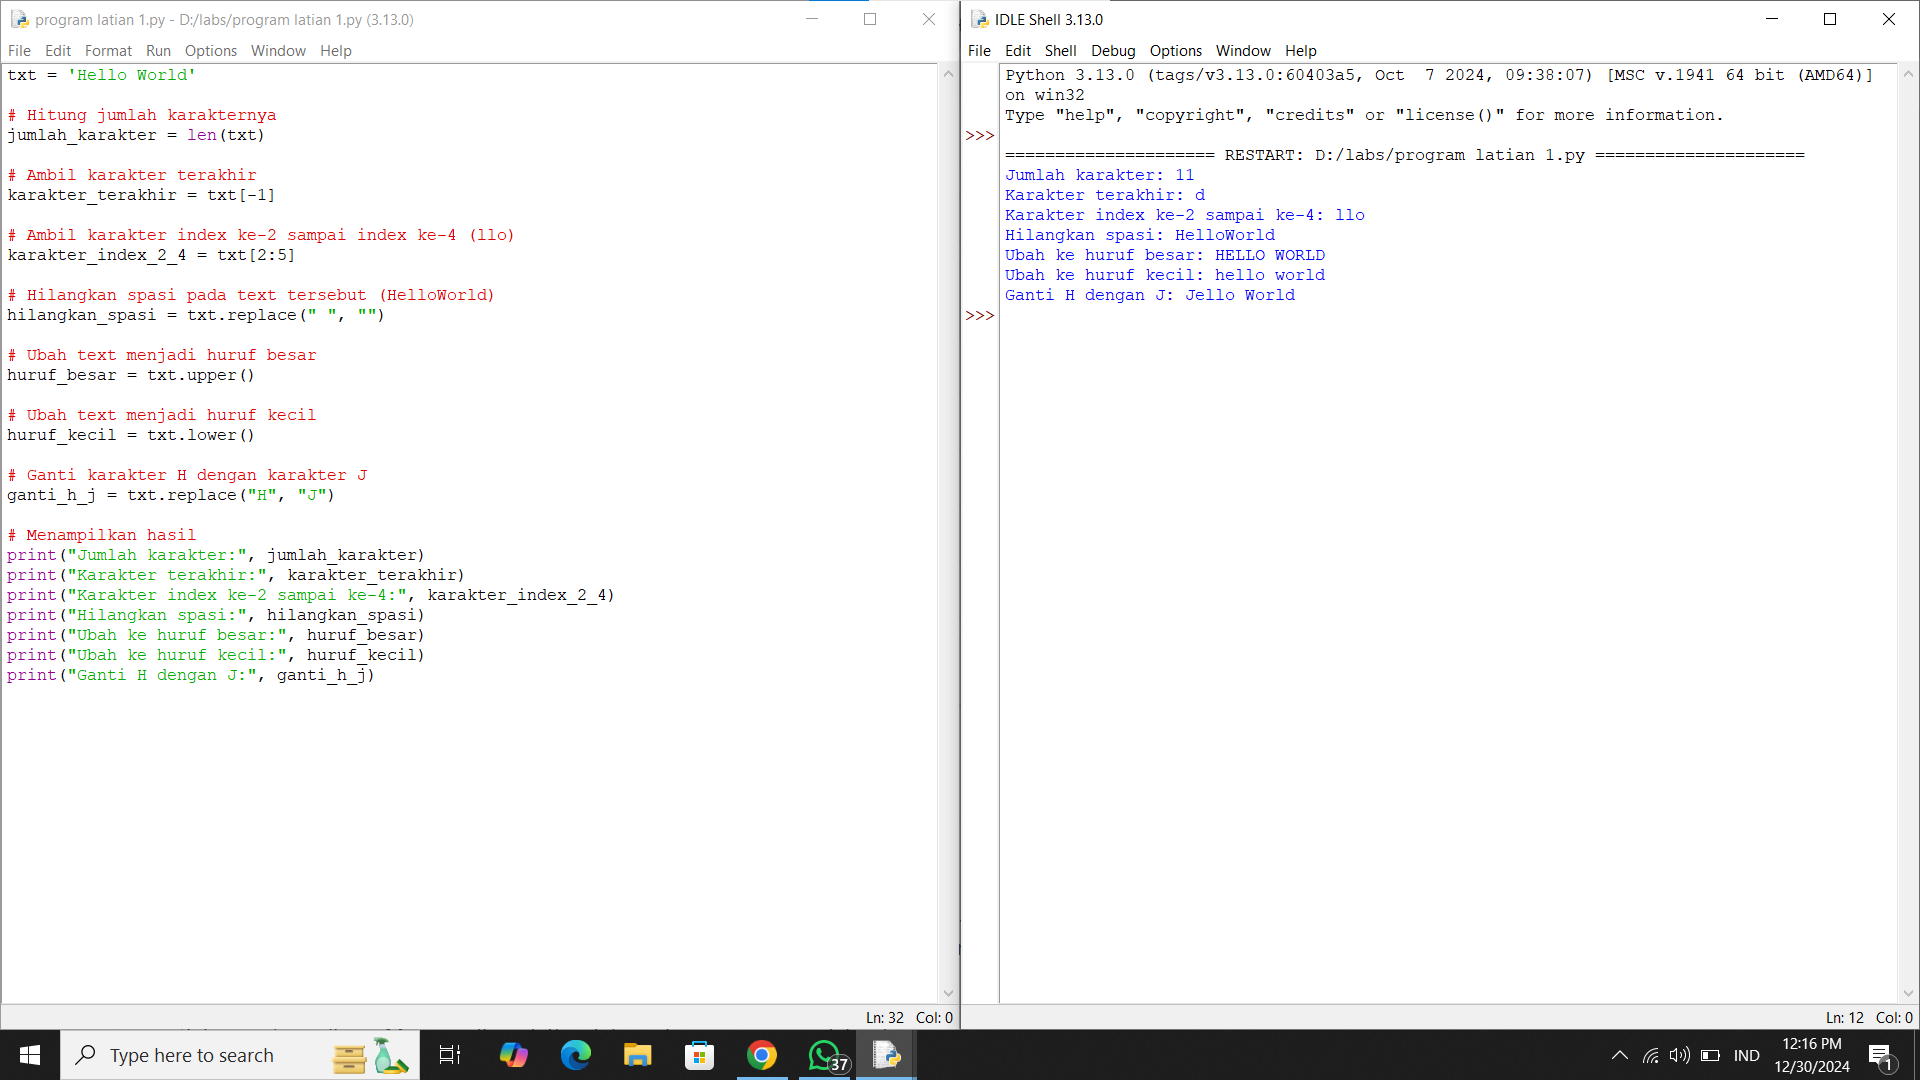 program latian 1.py - D:/labs/program latian 1.py (3.13.0)
File Edit Format Run Options Window Help
txt = 'Hello World'
# Hitung jumlah karakternya
jumlah_karakter = len(txt)
# Ambil karakter terakhir
karakter_terakhir = txt[-1]
# Ambil karakter index ke-2 sampai index ke-4 (llo)
karakter_index_2_4 = txt[2:5]
# Hilangkan spasi pada text tersebut (HelloWorld)
hilangkan_spasi = txt.replace(" ", "")
# Ubah text menjadi huruf besar
huruf_besar = txt.upper()
# Ubah text menjadi huruf kecil
huruf_kecil = txt.lower()
# Ganti karakter H dengan karakter J
ganti_h_j = txt.replace("H", "J")
# Menampilkan hasil
print("Jumlah karakter:", jumlah_karakter)
print("Karakter terakhir:", karakter_terakhir)
print("Karakter index ke-2 sampai ke-4:", karakter_index_2_4)
print("Hilangkan spasi:", hilangkan_spasi)
print("Ubah ke huruf besar:", huruf_besar)
print("Ubah ke huruf kecil:", huruf_kecil)
print("Ganti H dengan J:", ganti_h_j)
Ln: 32 Col: 0
IDLE Shell 3.13.0
File Edit Shell Debug Options Window Help
Python 3.13.0 (tags/v3.13.0:60403a5, Oct  7 2024, 09:38:07) [MSC v.1941 64 bit (AMD64)]
on win32
Type "help", "copyright", "credits" or "license()" for more information.
>>>
===================== RESTART: D:/labs/program latian 1.py =====================
Jumlah karakter: 11
Karakter terakhir: d
Karakter index ke-2 sampai ke-4: llo
Hilangkan spasi: HelloWorld
Ubah ke huruf besar: HELLO WORLD
Ubah ke huruf kecil: hello world
Ganti H dengan J: Jello World
>>>
Ln: 12 Col: 0
Type here to search
37
IND
12:16 PM
12/30/2024
1